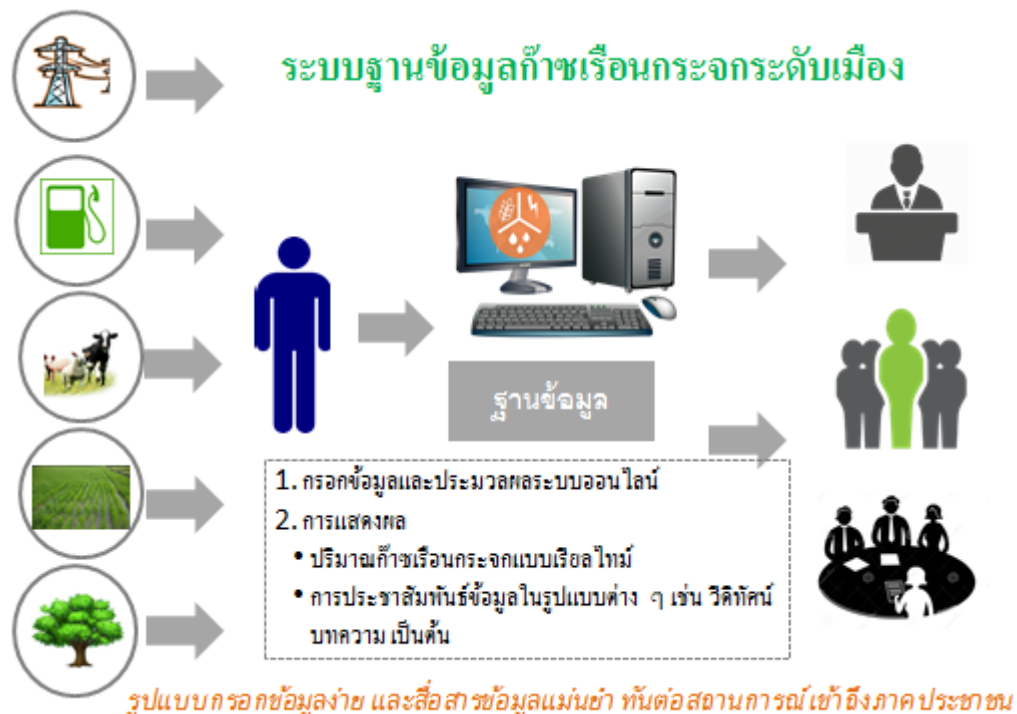 ระบบฐานข้อมูลก๊าซเรือนกระจกระดับเมือง
ฐานข้อมูล
1. กรอกข้อมูลและประมวลผลระบบออนไลน์
2. การแสดงผล
• ปริมาณก๊าซเรือนกระจกแบบเรียลไทม์
• การประชาสัมพันธ์ข้อมูลในรูปแบบต่าง ๆ เช่น วีดิทัศน์
บทความ เป็นต้น
รูปแบบกรอกข้อมูลง่าย และสื่อสารข้อมูลแม่นยำ ทันต่อสถานการณ์เข้าถึงภาคประชาชน